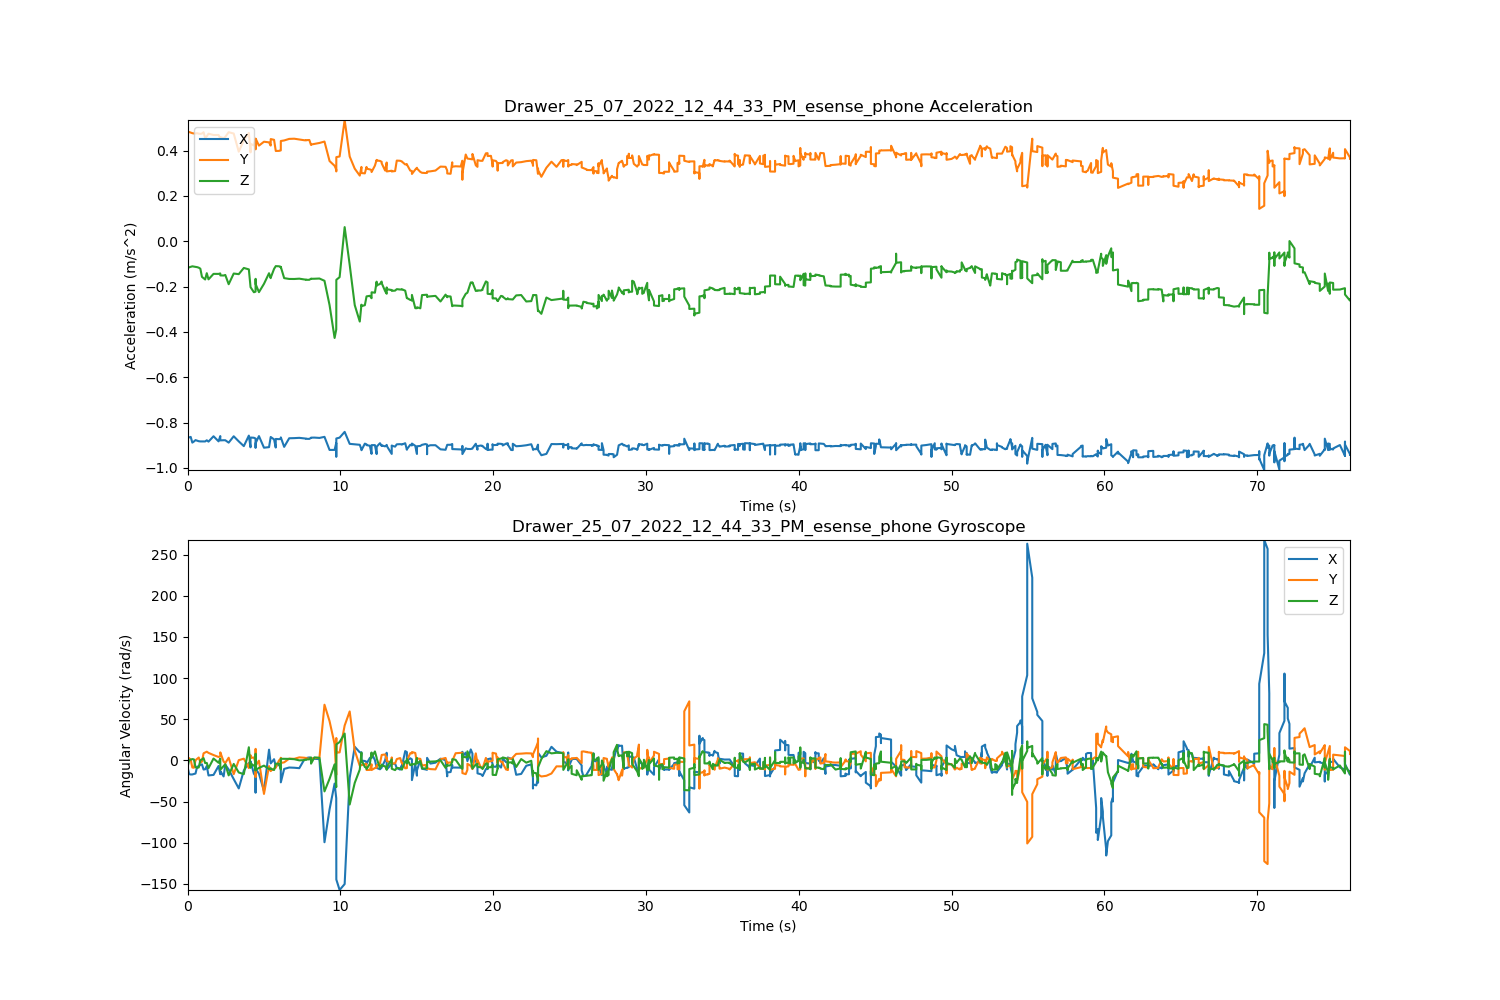 Drawer_25_07_2022_12_44_33_PM_esense_phone Acceleration
Acceleration (m/s^2)
0.4
0.2
0.0
−0.2
−0.4
−0.6
−0.8
−1.0
X
Y
Z
0 10 20 30 40 50 60 70
Time (s)
Drawer_25_07_2022_12_44_33_PM_esense_phone Gyroscope
Angular Velocity (rad/s)
250
200
150
100
50
0
−50
−100
−150
X
Y
Z
0 10 20 30 40 50 60 70
Time (s)